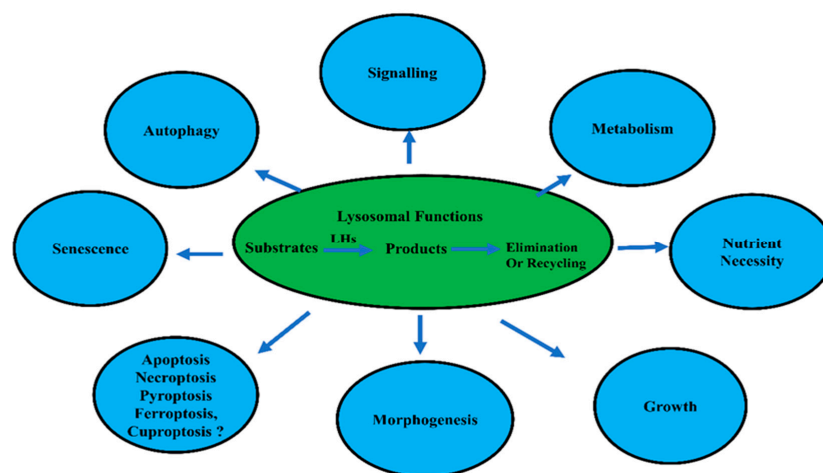 Signalling
Autophagy
Metabolism
Lysosomal Functions
Senescence
Substrates
LHs
Products
Elimination
Or Recycling
Nutrient
Necessity
Apoptosis
Necroptosis
Pyroptosis
Ferroptosis,
Cuproptosis ?
Morphogenesis
Growth